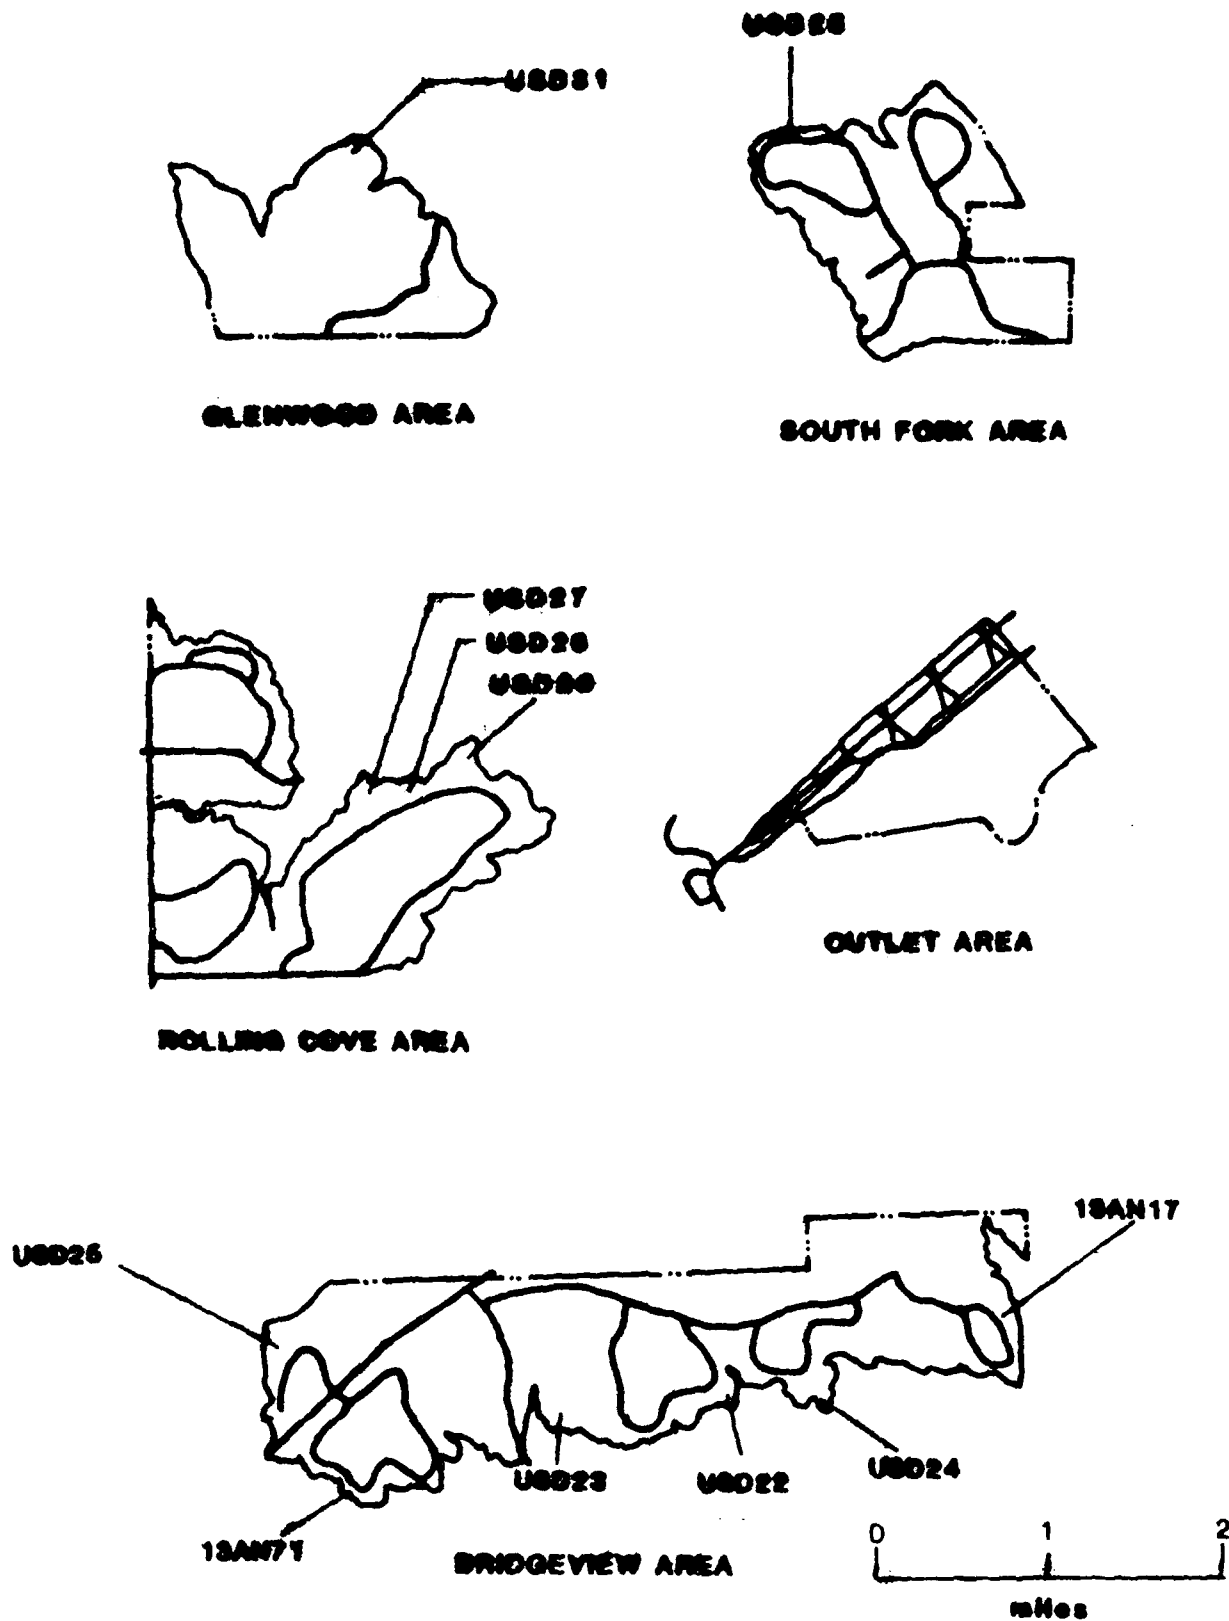 USD31
GLENWOOD AREA
SOUTH FORK AREA
USD27
ROLLING COVE AREA
OUTLET AREA
13AN17
USD25
USD23
USD22
USD24
13AN71
BRIDGEVIEW AREA
0 1 2
miles